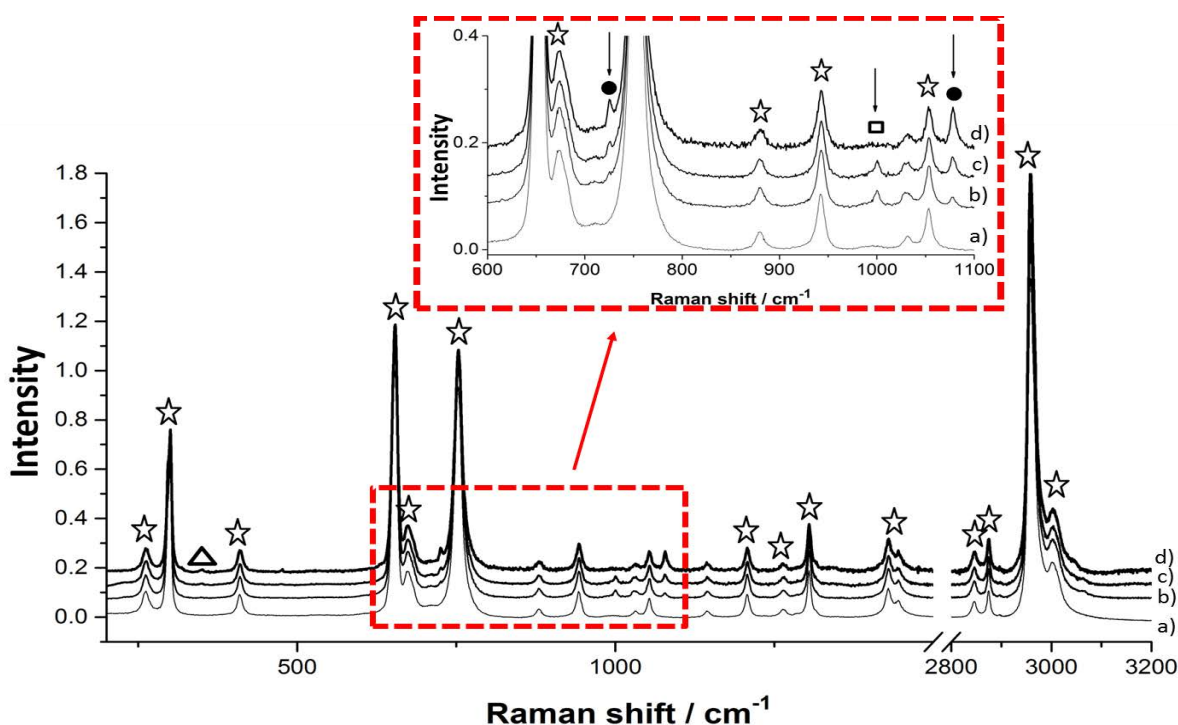 0.4
0.2
0.0
Intensity
d)
c)
b)
a)
600 700 800 900 1000 1100
Raman shift / cm⁻¹
1.8
1.6
1.4
1.2
1.0
0.8
0.6
0.4
0.2
0.0
Intensity
d)
c)
b)
a)
500 1000 2800 3000 3200
Raman shift / cm⁻¹